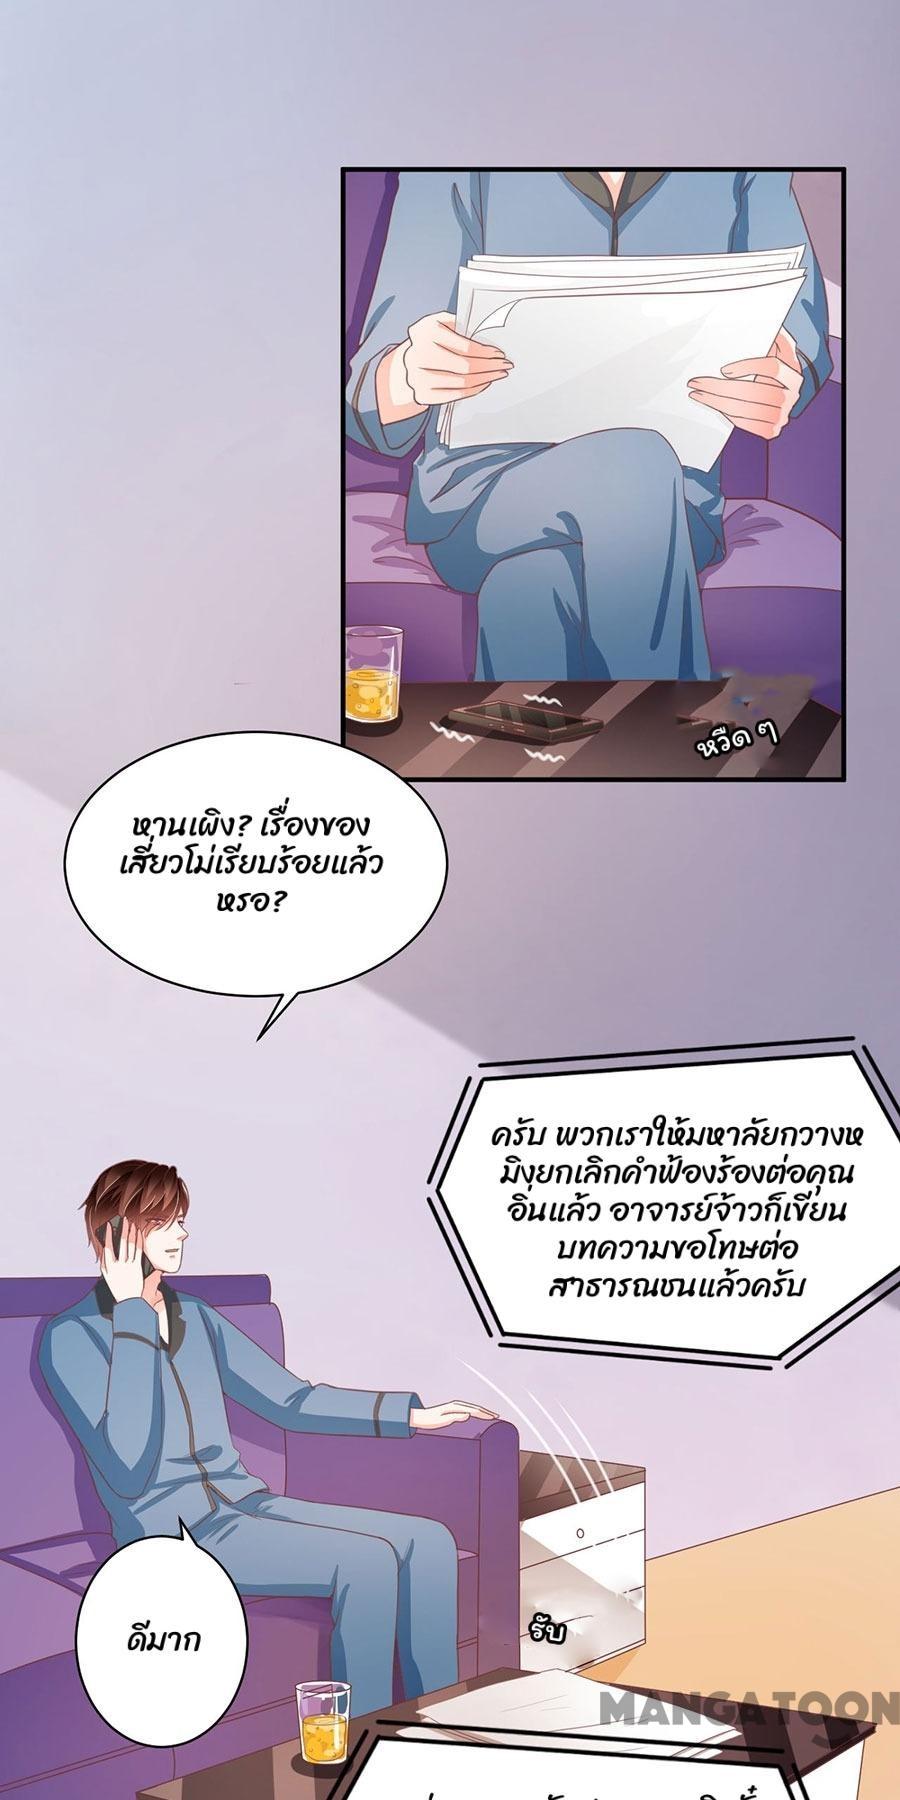 หวืด ๆ
หานเผิง? เรื่องของ
เสี่ยวโม่เรียบร้อยแล้ว
หรอ?
ครับ พวกเราให้มหาลัยกวางห
มิงยกเลิกคำฟ้องร้องต่อคุณ
อิ่นแล้ว อาจารย์จ้าวก็เขียน
บทความขอโทษต่อ
สาธารณชนแล้วครับ
รับ
ดีมาก
MANGATOON